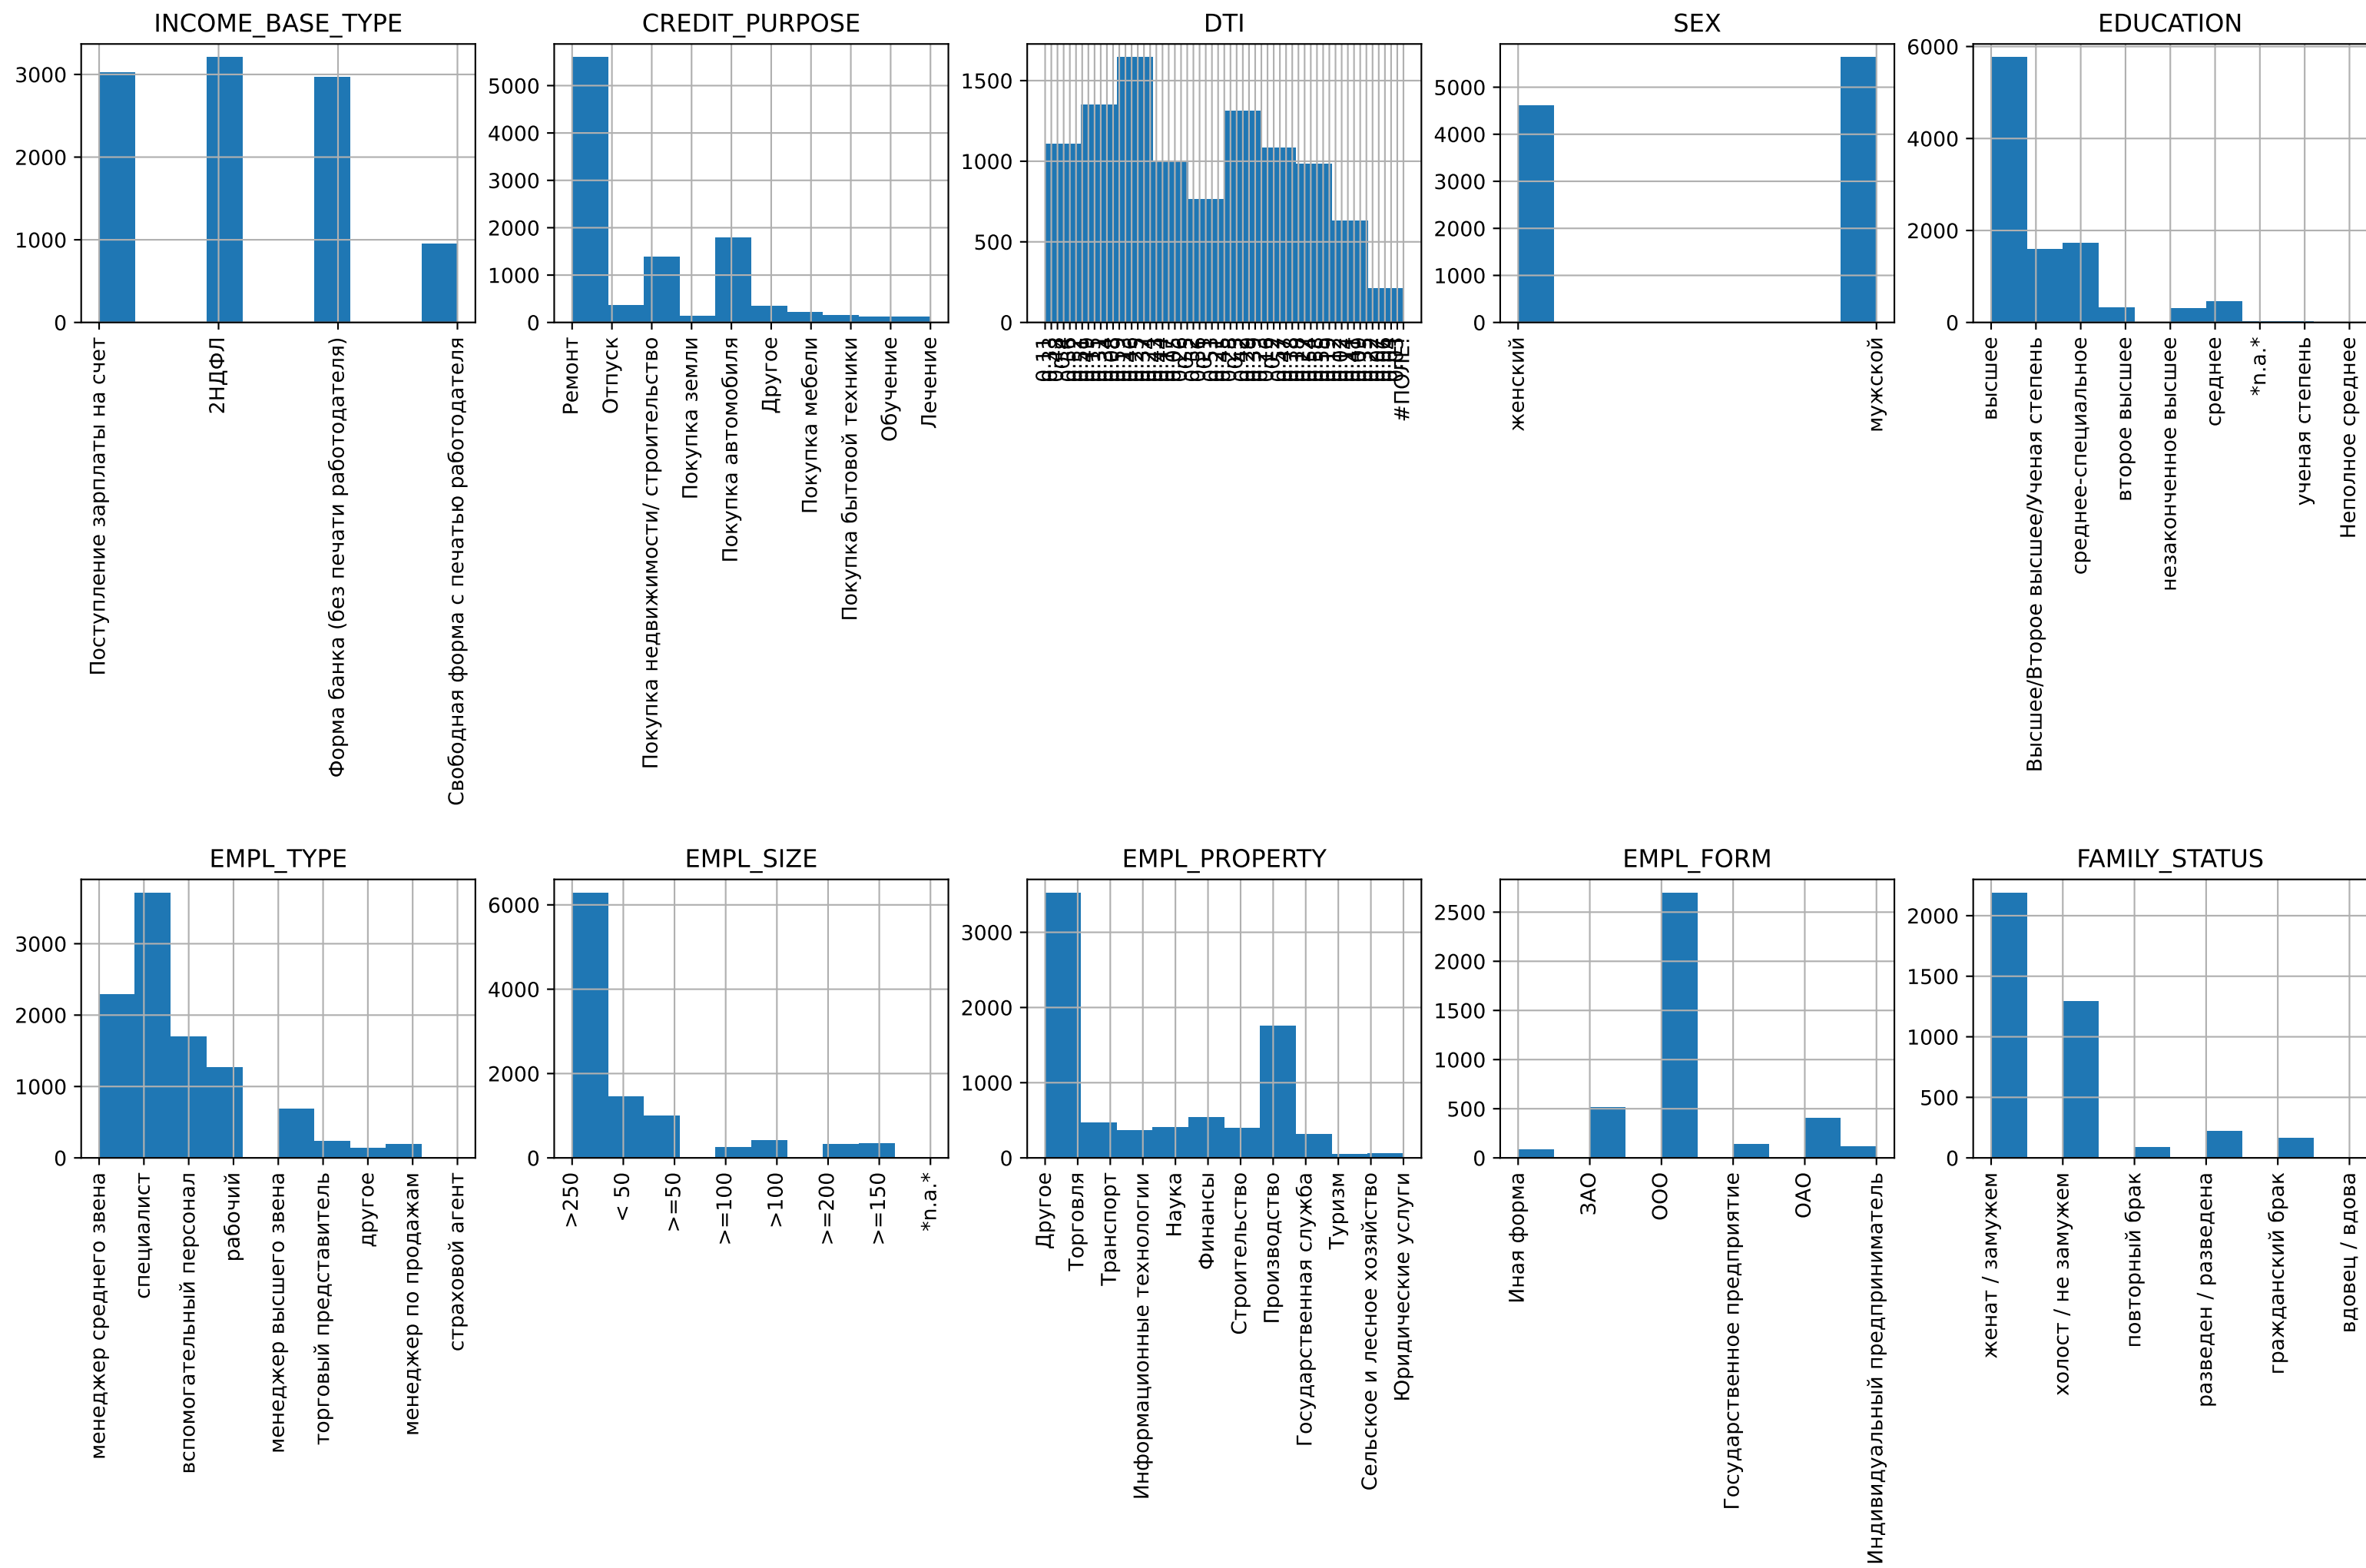 INCOME_BASE_TYPE
3000
2000
1000
0
Поступление зарплаты на счет
2НДФЛ
Форма банка (без печати работодателя)
Свободная форма с печатью работодателя
CREDIT_PURPOSE
5000
4000
3000
2000
1000
0
Ремонт
Отпуск
Покупка недвижимости/ строительство
Покупка земли
Покупка автомобиля
Другое
Покупка мебели
Покупка бытовой техники
Обучение
Лечение
DTI
1500
1000
500
0
#ПОЛЕ!
SEX
5000
4000
3000
2000
1000
0
женский
мужской
EDUCATION
6000
4000
2000
0
высшее
Высшее/Второе высшее/Ученая степень
среднее-специальное
второе высшее
незаконченное высшее
среднее
*n.a.*
ученая степень
Неполное среднее
EMPL_TYPE
3000
2000
1000
0
менеджер среднего звена
специалист
вспомогательный персонал
рабочий
менеджер высшего звена
торговый представитель
другое
менеджер по продажам
страховой агент
EMPL_SIZE
6000
4000
2000
0
>250
< 50
>=50
>=100
>100
>=200
>=150
*n.a.*
EMPL_PROPERTY
3000
2000
1000
0
Другое
Торговля
Транспорт
Информационные технологии
Наука
Финансы
Строительство
Производство
Государственная служба
Туризм
Сельское и лесное хозяйство
Юридические услуги
EMPL_FORM
2500
2000
1500
1000
500
0
Иная форма
ЗАО
ООО
Государственное предприятие
ОАО
Индивидуальный предприниматель
FAMILY_STATUS
2000
1500
1000
500
0
женат / замужем
холост / не замужем
повторный брак
разведен / разведена
гражданский брак
вдовец / вдова